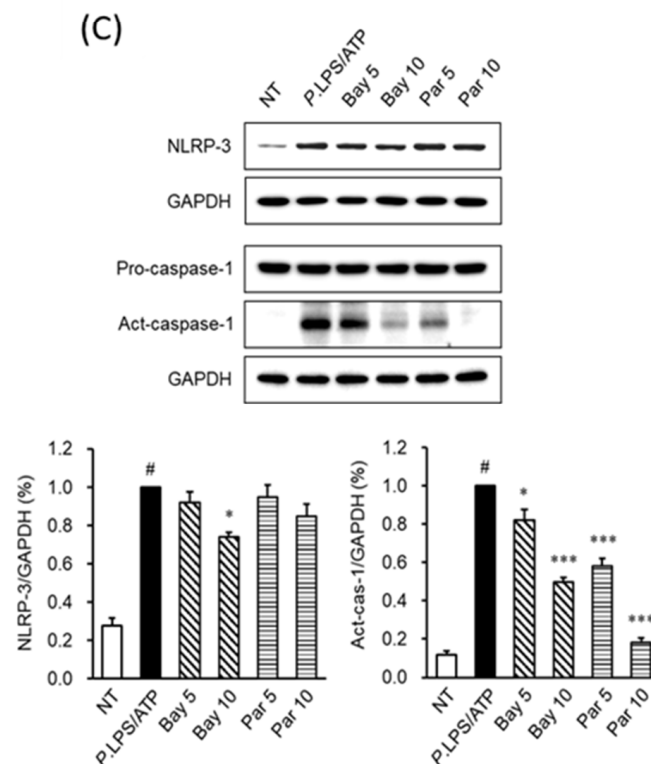 (C)
NT P.LPS/ATP Bay 5 Bay 10 Par 5 Par 10
NLRP-3
GAPDH
Pro-caspase-1
Act-caspase-1
GAPDH
NLRP-3/GAPDH (%)
1.2
1.0
0.8
0.6
0.4
0.2
0.0
#
*
NT P.LPS/ATP Bay 5 Bay 10 Par 5 Par 10
Act-cas-1/GAPDH (%)
1.2
1.0
0.8
0.6
0.4
0.2
0.0
#
*
***
***
***
NT P.LPS/ATP Bay 5 Bay 10 Par 5 Par 10